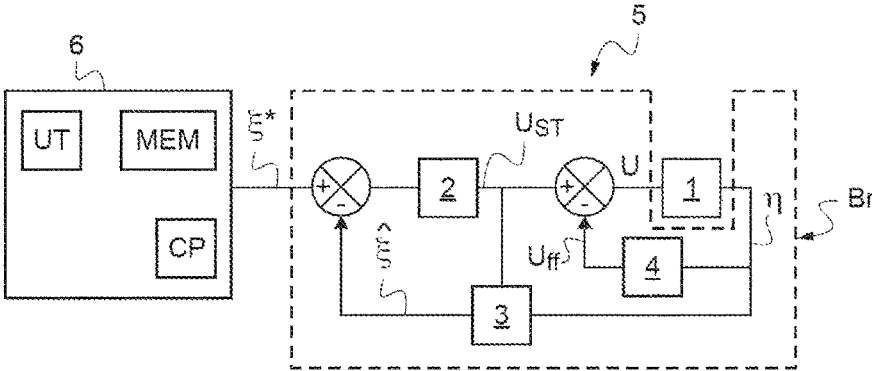 5
6
UT
MEM
CP
ξ*
+
-
2
U_ST
+
-
U
1
η
Br
U_ff
4
ξ̂
3